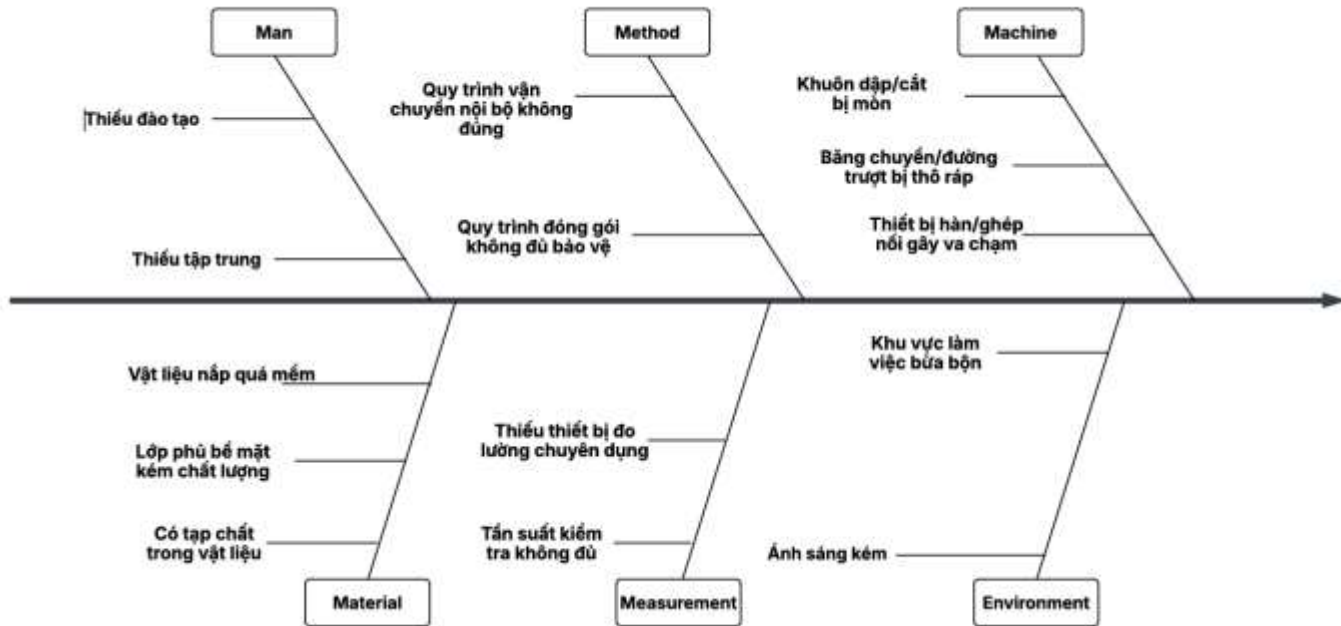 Man
Method
Machine
Thiếu đào tạo
Quy trình vận
chuyển nội bộ không
đúng
Khuôn dập/cắt
bị mòn
Băng chuyền/đường
trượt bị thô ráp
Thiếu tập trung
Quy trình đóng gói
không đủ bảo vệ
Thiết bị hàn/ghép
nối gây va chạm
Vật liệu nắp quá mềm
Lớp phủ bề mặt
kém chất lượng
Có tạp chất
trong vật liệu
Thiếu thiết bị đo
lường chuyên dụng
Tần suất kiểm
tra không đủ
Khu vực làm
việc bừa bộn
Ánh sáng kém
Material
Measurement
Environment